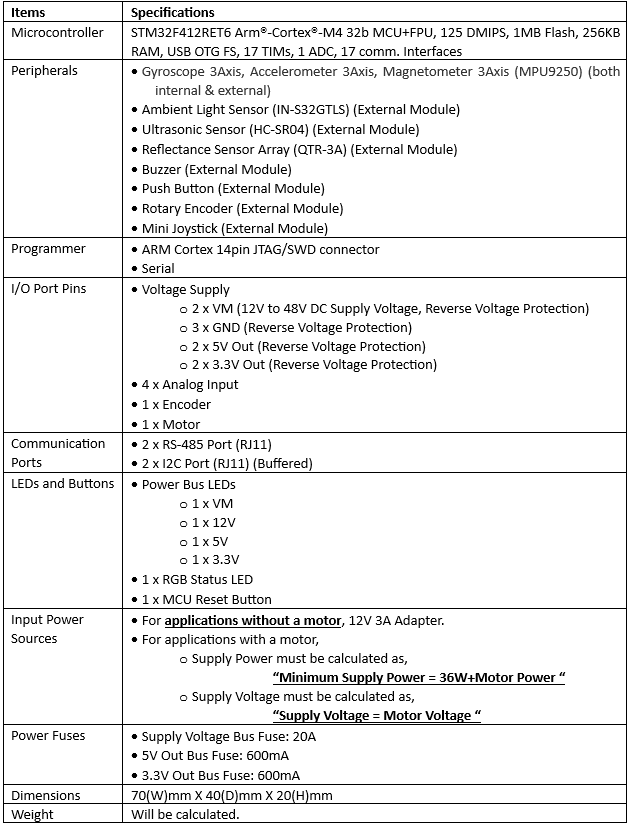 Items Specifications
Microcontroller STM32F412RET6 Arm®-Cortex®-M4 32b MCU+FPU, 125 DMIPS, 1MB Flash, 256KB
RAM, USB OTG FS, 17 TIMs, 1 ADC, 17 comm. Interfaces
Peripherals • Gyroscope 3Axis, Accelerometer 3Axis, Magnetometer 3Axis (MPU9250) (both
internal & external)
• Ambient Light Sensor (IN-S32GTLS) (External Module)
• Ultrasonic Sensor (HC-SR04) (External Module)
• Reflectance Sensor Array (QTR-3A) (External Module)
• Buzzer (External Module)
• Push Button (External Module)
• Rotary Encoder (External Module)
• Mini Joystick (External Module)
Programmer • ARM Cortex 14pin JTAG/SWD connector
• Serial
I/O Port Pins • Voltage Supply
o 2 x VM (12V to 48V DC Supply Voltage, Reverse Voltage Protection)
o 3 x GND (Reverse Voltage Protection)
o 2 x 5V Out (Reverse Voltage Protection)
o 2 x 3.3V Out (Reverse Voltage Protection)
• 4 x Analog Input
• 1 x Encoder
• 1 x Motor
Communication • 2 x RS-485 Port (RJ11)
Ports • 2 x I2C Port (RJ11) (Buffered)
LEDs and Buttons • Power Bus LEDs
o 1 x VM
o 1 x 12V
o 1 x 5V
o 1 x 3.3V
• 1 x RGB Status LED
• 1 x MCU Reset Button
Input Power • For applications without a motor, 12V 3A Adapter.
Sources • For applications with a motor,
o Supply Power must be calculated as,
“Minimum Supply Power = 36W+Motor Power “
o Supply Voltage must be calculated as,
“Supply Voltage = Motor Voltage “
Power Fuses • Supply Voltage Bus Fuse: 20A
• 5V Out Bus Fuse: 600mA
• 3.3V Out Bus Fuse: 600mA
Dimensions 70(W)mm X 40(D)mm X 20(H)mm
Weight Will be calculated.